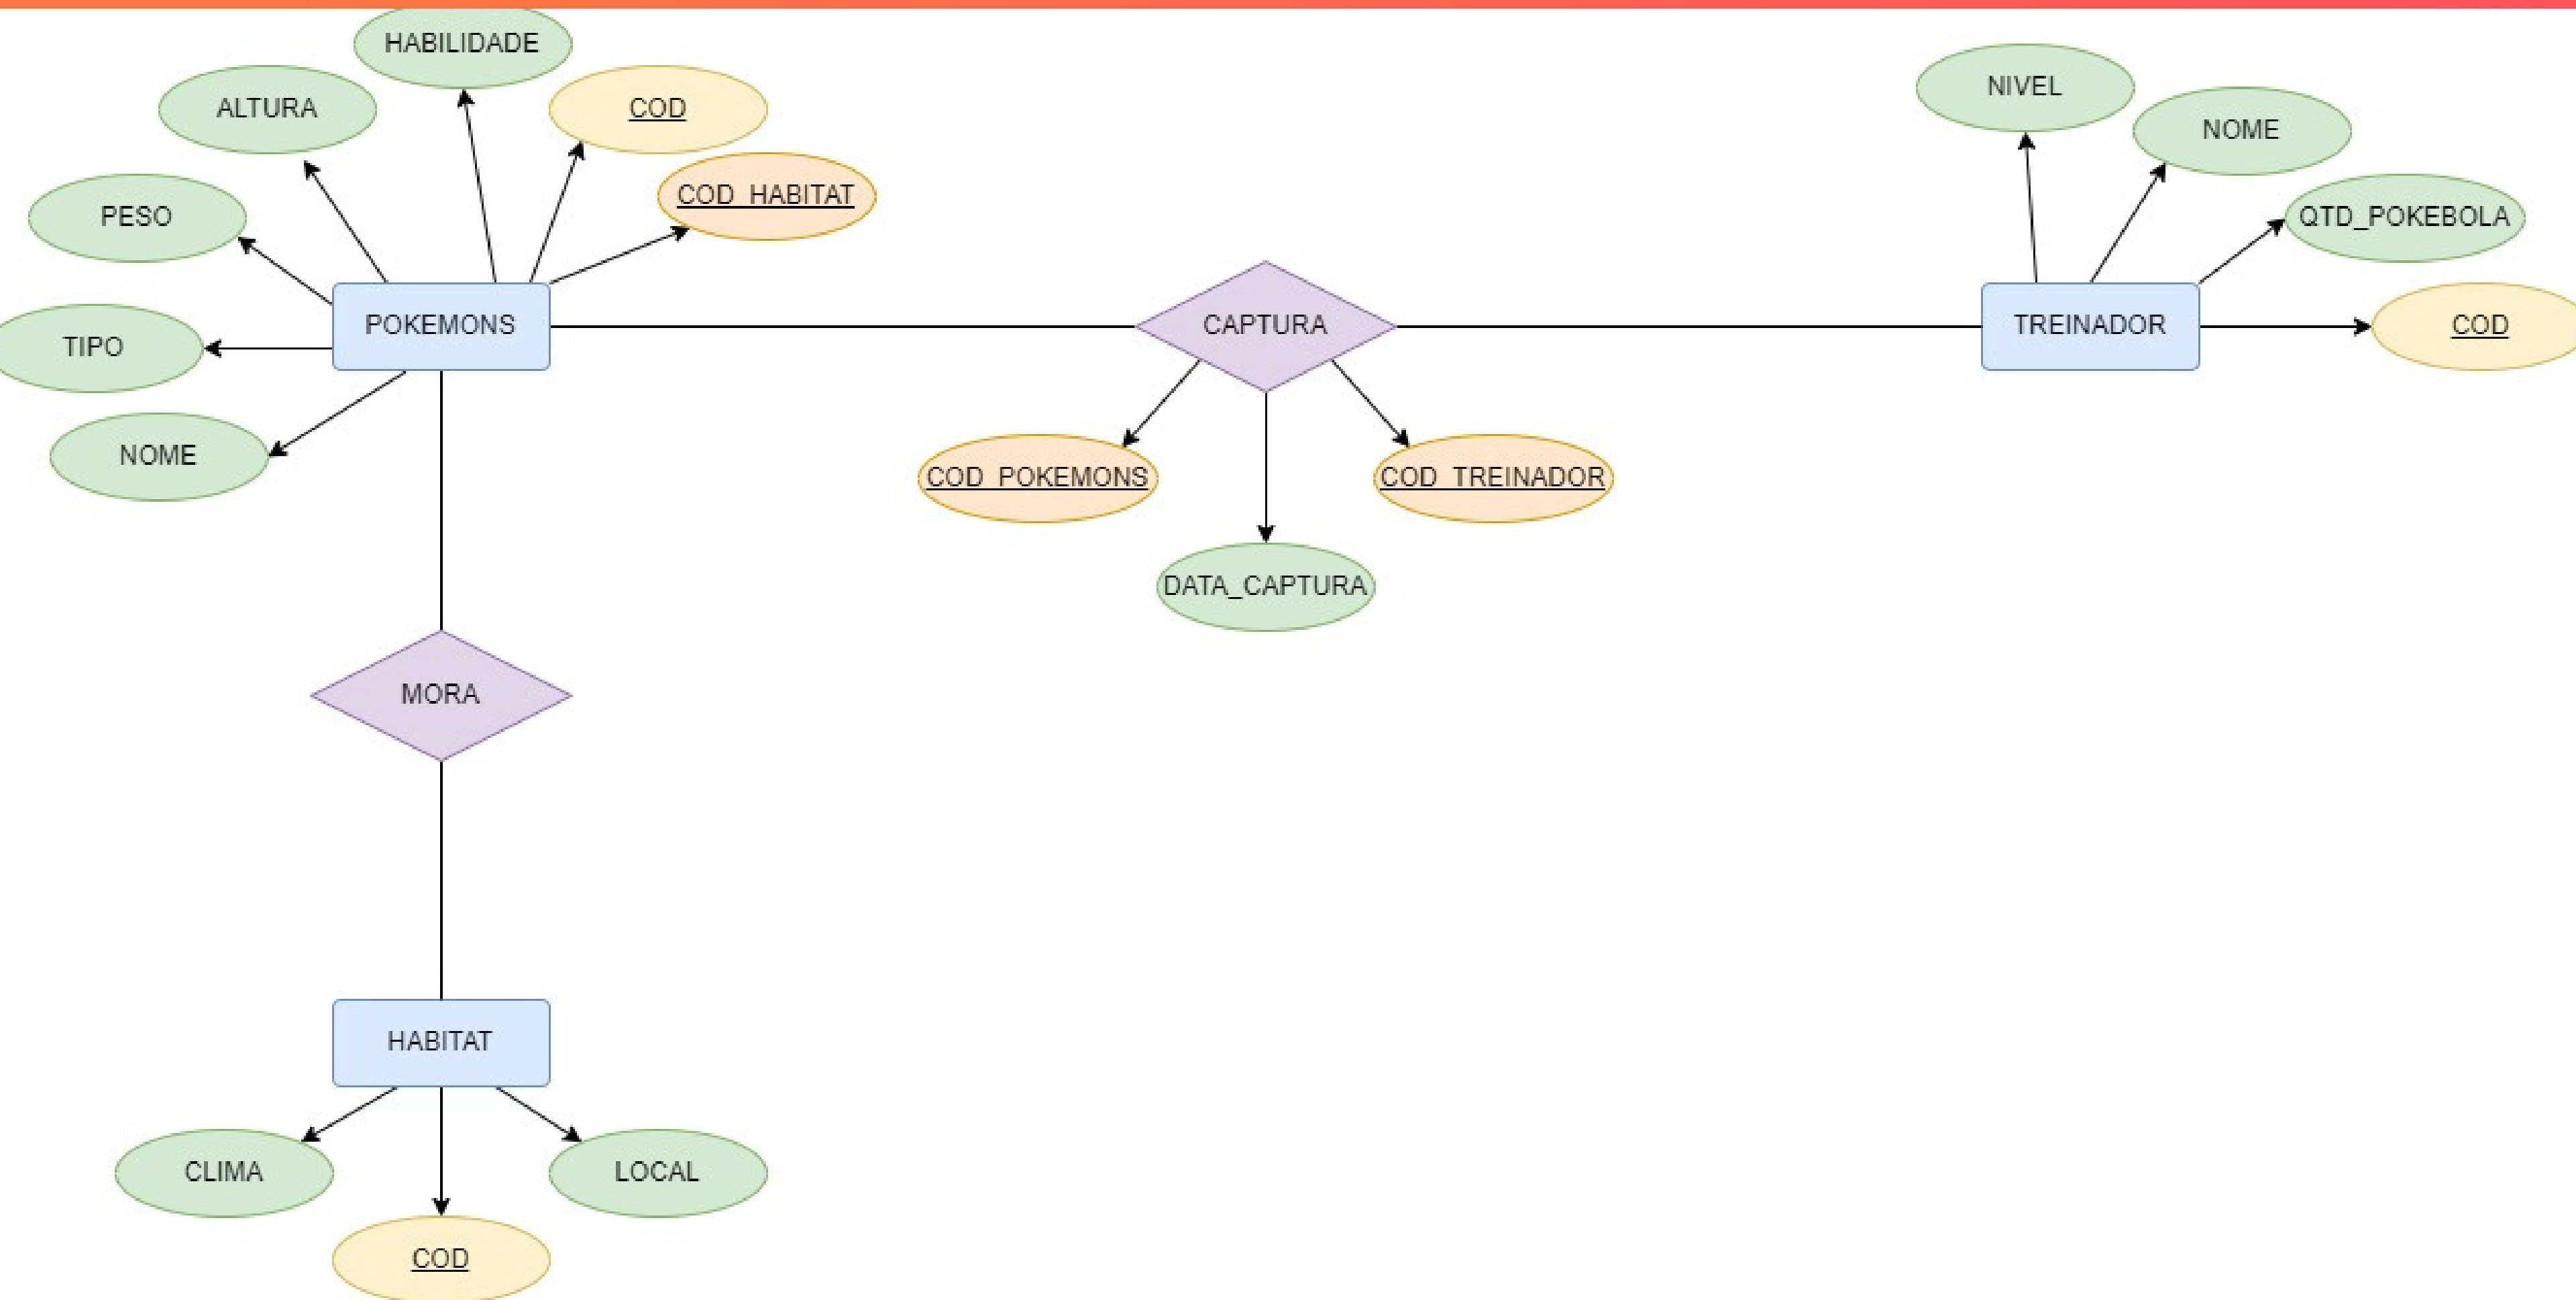 HABILIDADE
ALTURA
COD
COD_HABITAT
PESO
POKEMONS
TIPO
NOME
CAPTURA
COD_POKEMONS
COD_TREINADOR
DATA_CAPTURA
NIVEL
NOME
QTD_POKEBOLA
TREINADOR
COD
MORA
HABITAT
CLIMA
LOCAL
COD